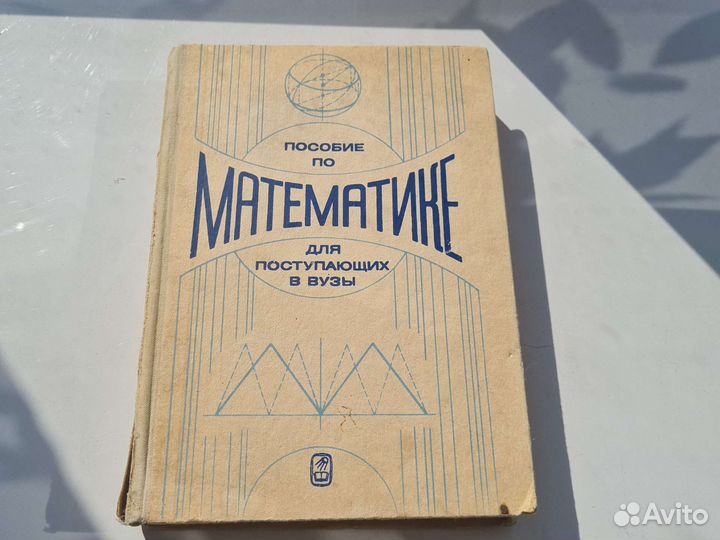 ПОСОБИЕ
ПО
МАТЕМАТИКЕ
ДЛЯ
ПОСТУПАЮЩИХ
В ВУЗЫ
Avito